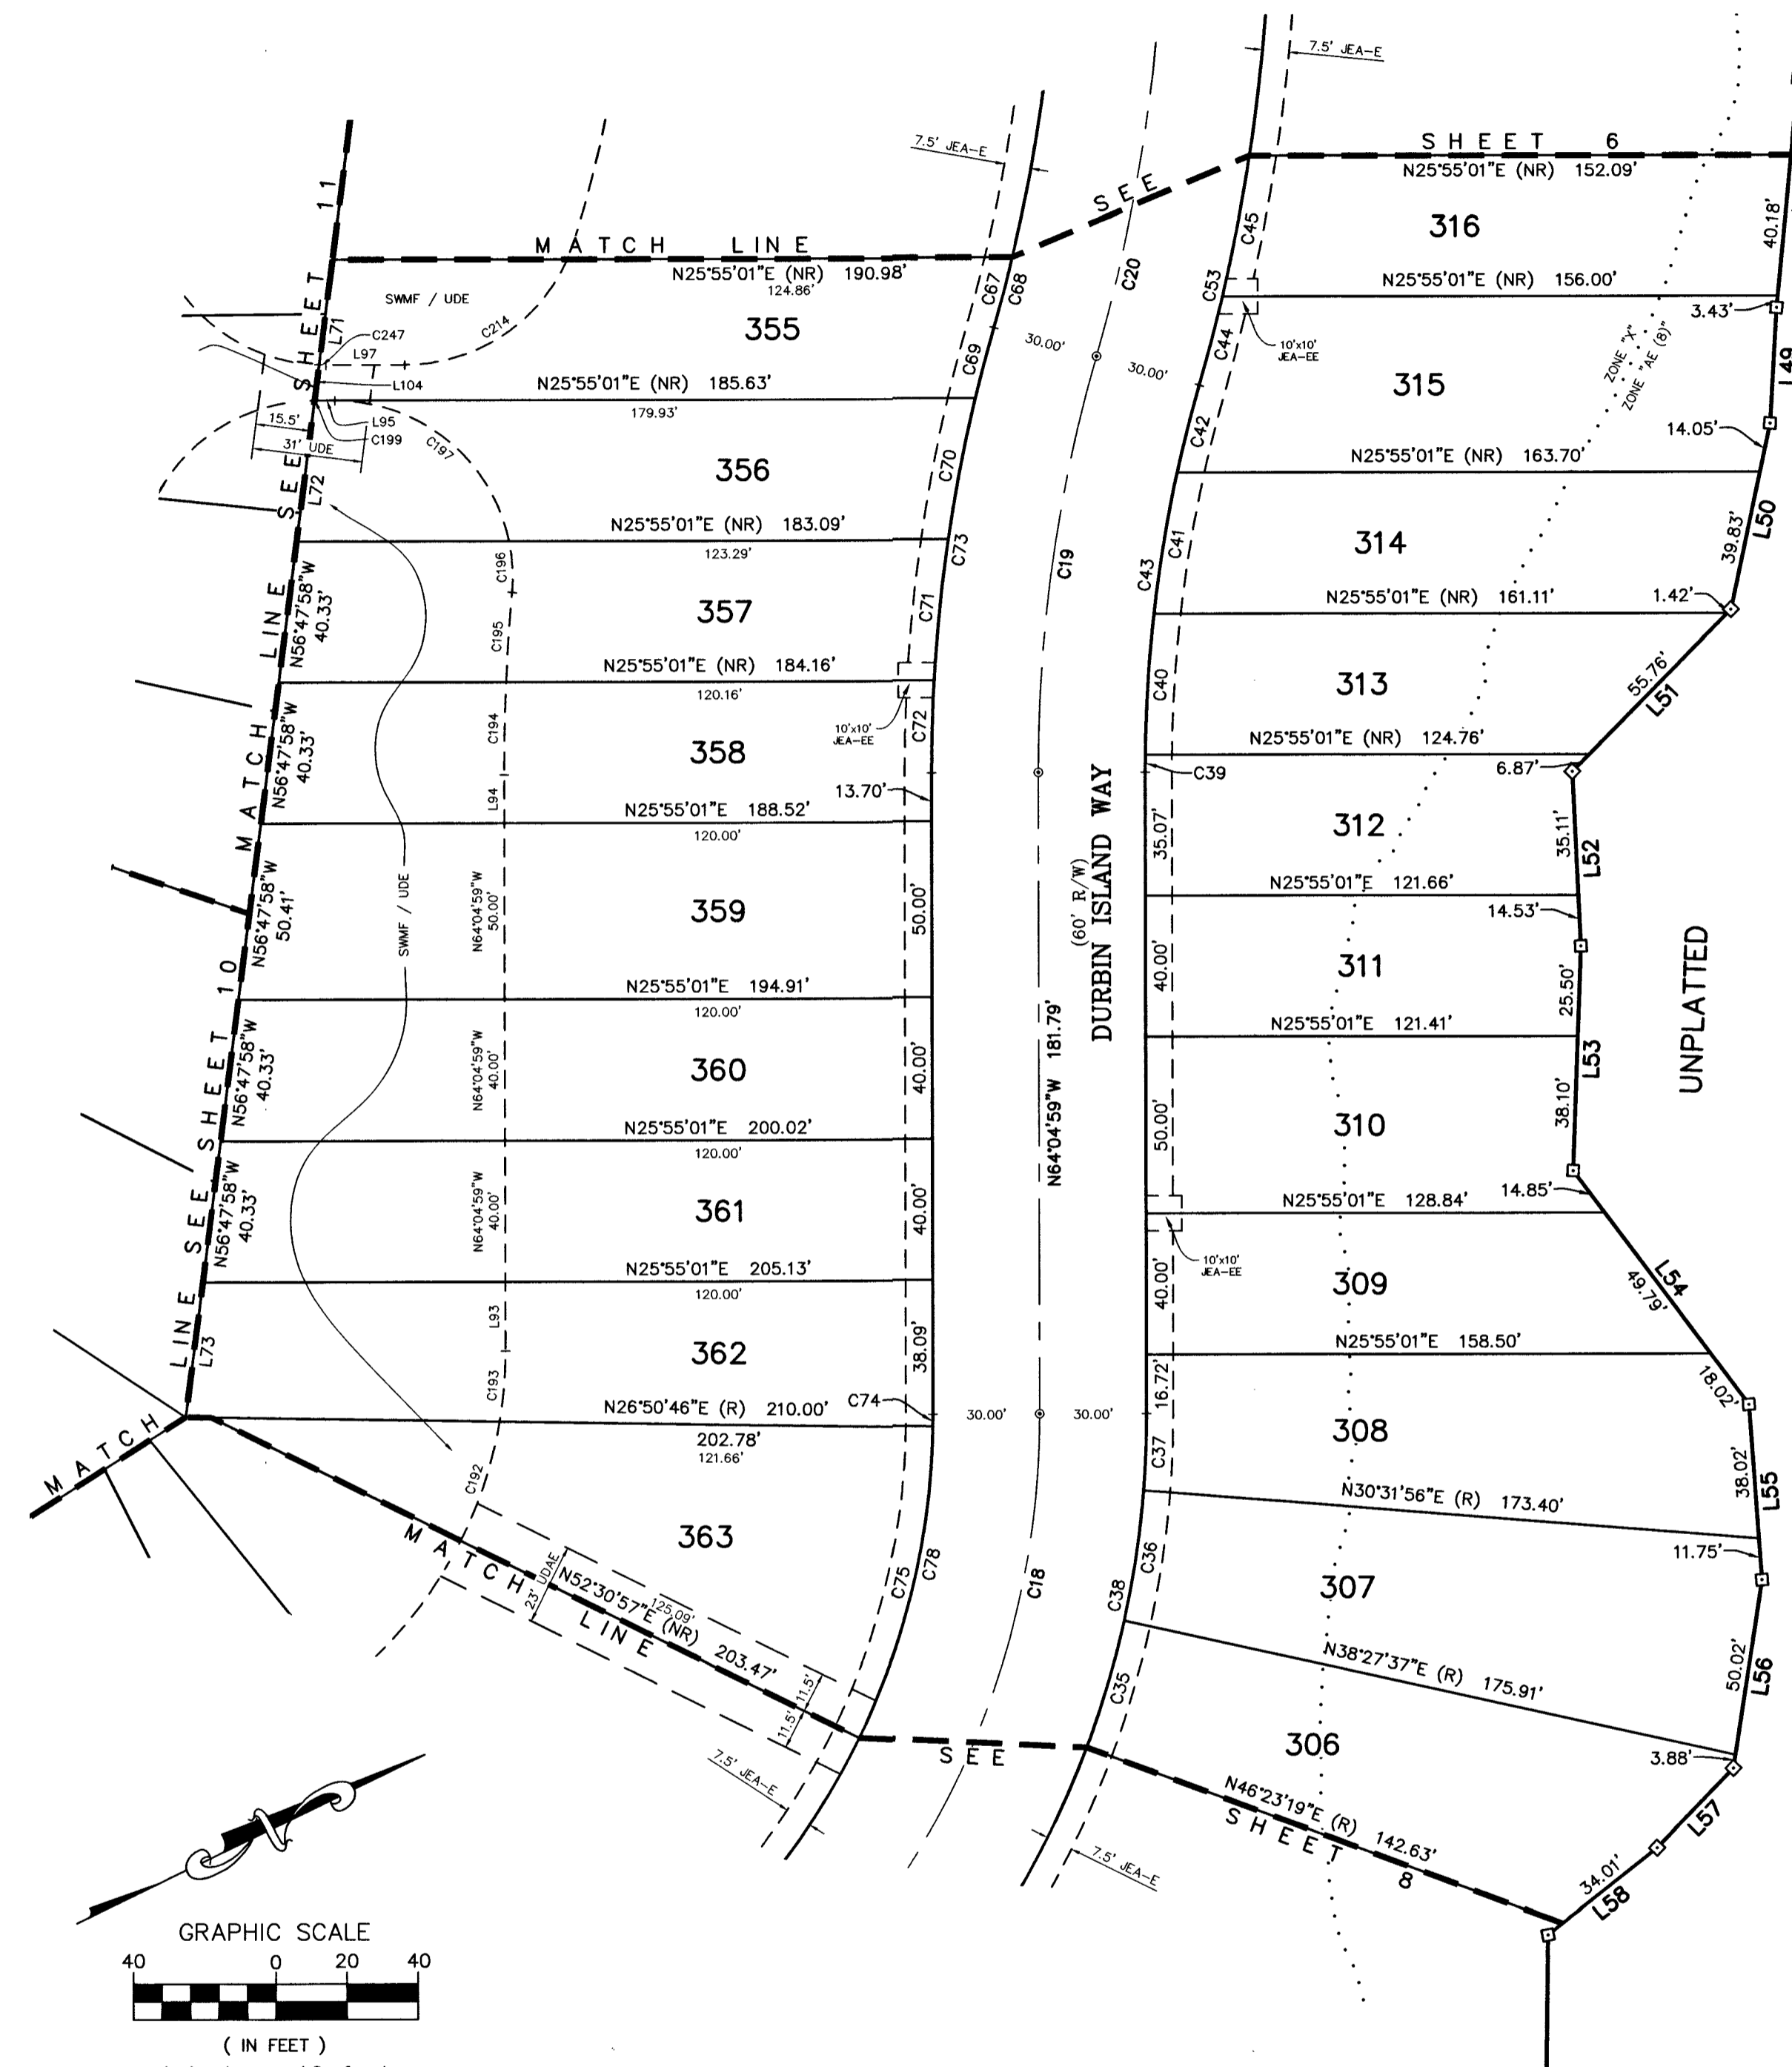 7.5' JEA-E
SHEET 6
N25°55'01"E (NR) 152.09'
7.5' JEA-E
SEE
SHEET 11
MATCH LINE
N25°55'01"E (NR) 190.98'
124.86'
SWMF / UDE
C67
C68
C20
C45
316
40.18'
C53
N25°55'01"E (NR) 156.00'
3.43'
L71
C247
C214
L97
355
C69
30.00'
30.00'
C44
10'x10'
JEA-EE
315
ZONE "X"
ZONE "AE (8)"
L49
L104
N25°55'01"E (NR) 185.63'
179.93'
L95
C199
15.5'
31' UDE
C197
SEE
L72
356
C70
C42
14.05'
N25°55'01"E (NR) 163.70'
N25°55'01"E (NR) 183.09'
123.29'
C73
C19
C41
C43
314
39.83'
L50
C196
N56°47'58"W
40.33'
LINE
C195
357
C71
N25°55'01"E (NR) 161.11'
1.42'
N25°55'01"E (NR) 184.16'
120.16'
C40
313
55.76'
L51
MATCH
N56°47'58"W
40.33'
C194
10'x10'
JEA-EE
C72
358
N25°55'01"E (NR) 124.76'
6.87'
C39
L94
13.70'
N25°55'01"E 188.52'
120.00'
35.07'
312
35.11'
L52
N25°55'01"E 121.66'
14.53'
N56°47'58"W
50.41'
N64°04'59"W
50.00'
SWMF / UDE
359
50.00'
DURBIN ISLAND WAY
(60' R/W)
40.00'
311
25.50'
UNPLATTED
SHEET 10
N25°55'01"E 194.91'
120.00'
N64°04'59"W 181.79'
N25°55'01"E 121.41'
L53
N56°47'58"W
40.33'
N64°04'59"W
40.00'
360
40.00'
50.00'
310
38.10'
N25°55'01"E 200.02'
120.00'
14.85'
N25°55'01"E 128.84'
SEE
N56°47'58"W
40.33'
N64°04'59"W
40.00'
361
40.00'
10'x10'
JEA-EE
40.00'
309
L54
49.79'
N25°55'01"E 205.13'
120.00'
LINE
L73
L93
362
38.09'
N25°55'01"E 158.50'
16.72'
18.02'
C193
N26°50'46"E (R) 210.00'
C74
30.00'
30.00'
202.78'
121.66'
308
MATCH
C37
38.02'
L55
C192
N30°31'56"E (R) 173.40'
363
MATCH LINE
23' UDAE
N52°30'57"E (NR) 203.47'
125.09'
C75
C78
C18
C36
C38
307
11.75'
11.5'
11.5'
C35
N38°27'37"E (R) 175.91'
50.02'
L56
SEE
306
3.88'
7.5' JEA-E
N46°23'19"E (R) 142.63'
SHEET 8
L57
7.5' JEA-E
34.01'
L58
N
GRAPHIC SCALE
40 0 20 40
( IN FEET )